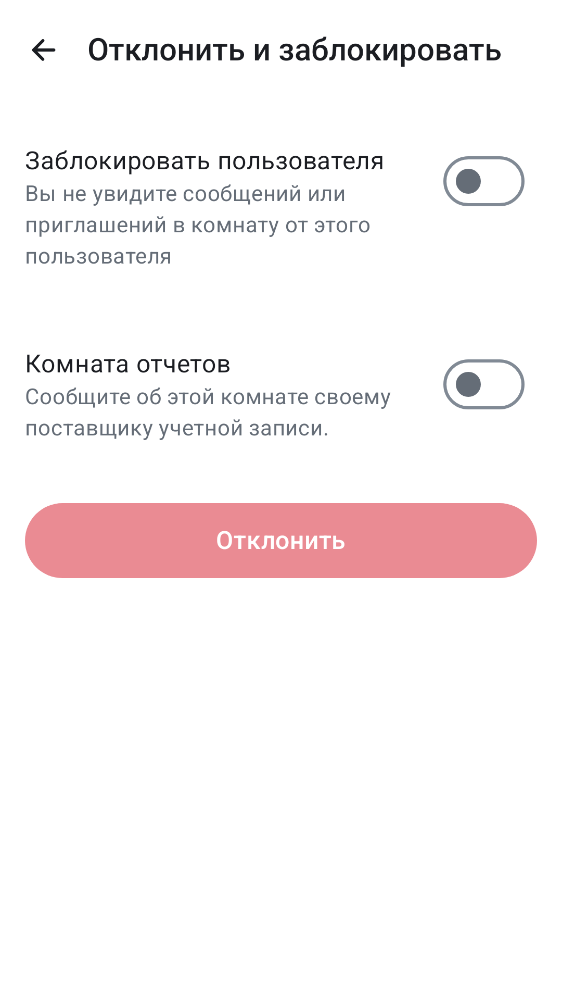 Отклонить и заблокировать
Заблокировать пользователя
Вы не увидите сообщений или
приглашений в комнату от этого
пользователя
Комната отчетов
Сообщите об этой комнате своему
поставщику учетной записи.
Отклонить